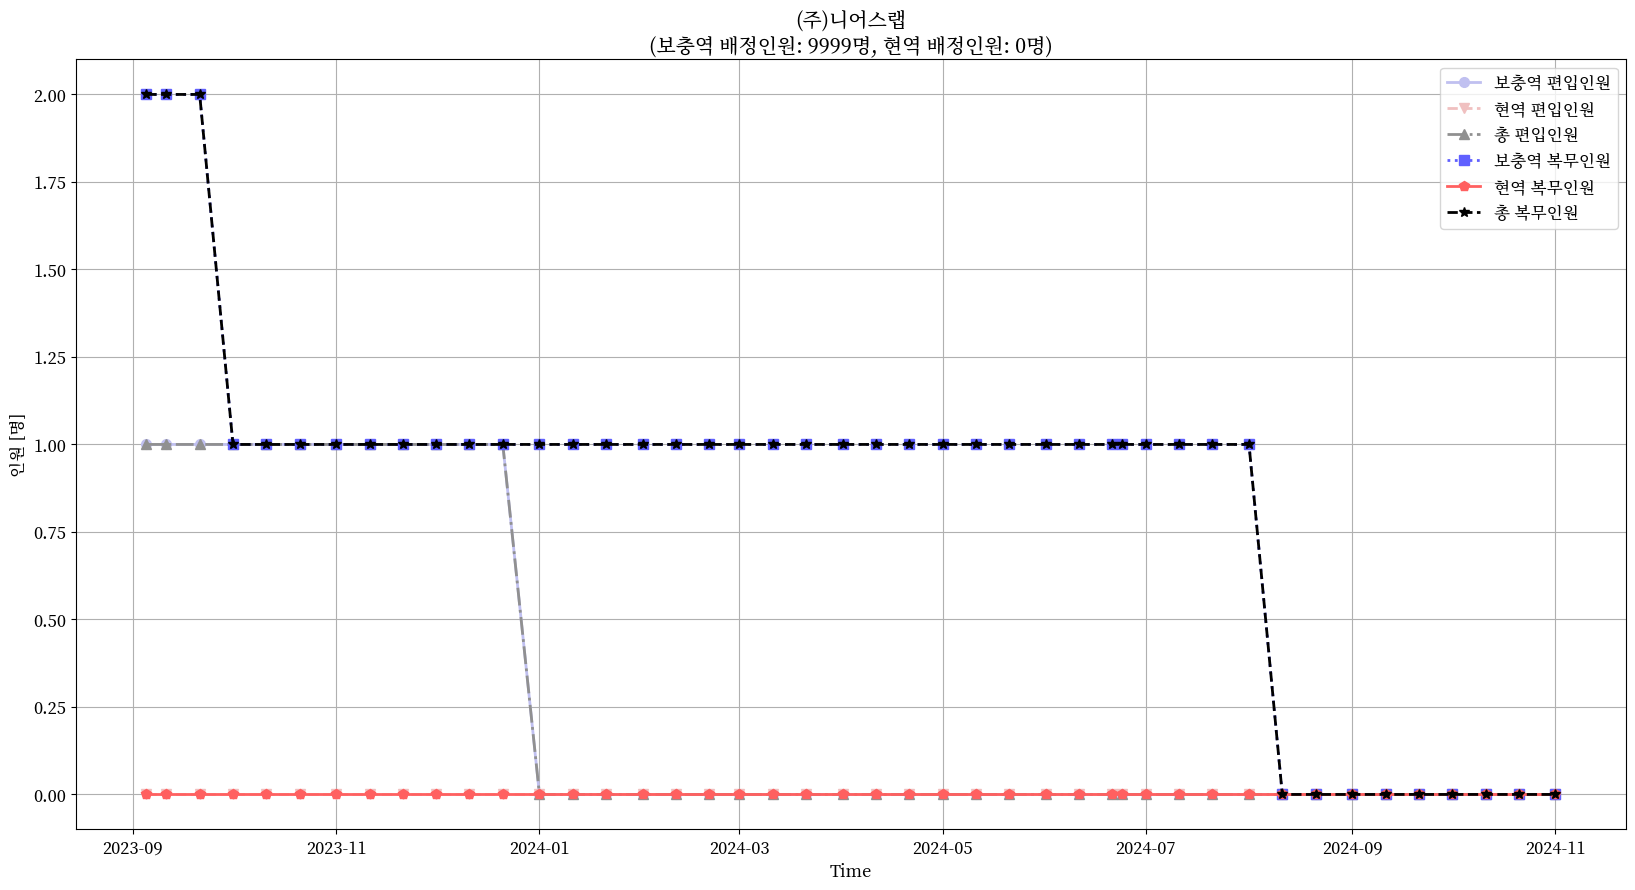 (주)니어스랩
(보충역 배정인원: 9999명, 현역 배정인원: 0명)
보충역 편입인원
현역 편입인원
총 편입인원
보충역 복무인원
현역 복무인원
총 복무인원
인원 [명]
2.00
1.75
1.50
1.25
1.00
0.75
0.50
0.25
0.00
2023-09
2023-11
2024-01
2024-03
2024-05
2024-07
2024-09
2024-11
Time